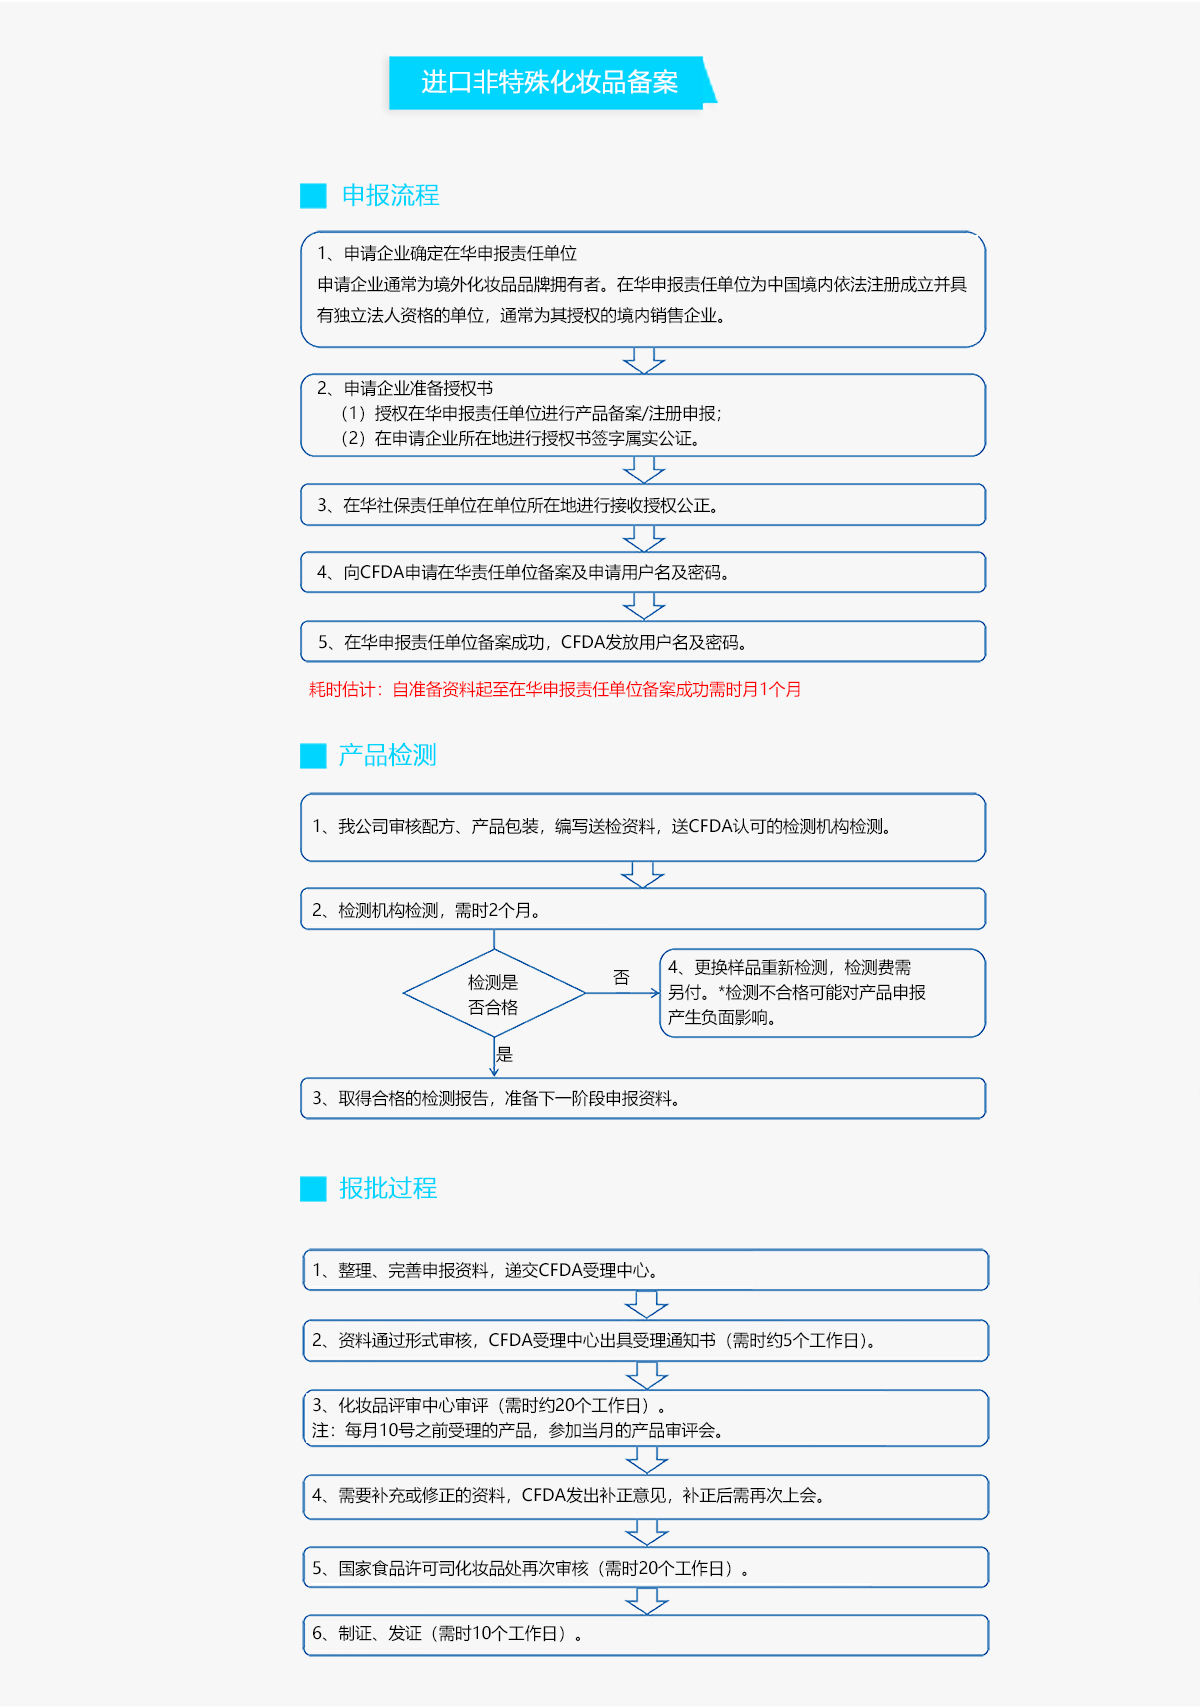 进口非特殊化妆品备案
申报流程
1、申请企业确定在华申报责任单位
申请企业通常为境外化妆品品牌拥有者。在华申报责任单位为中国境内依法注册成立并具
有独立法人资格的单位，通常为其授权的境内销售企业。
2、申请企业准备授权书
（1）授权在华申报责任单位进行产品备案/注册申报；
（2）在申请企业所在地进行授权书签字属实公证。
3、在华社保责任单位在单位所在地进行接收授权公正。
4、向CFDA申请在华责任单位备案及申请用户名及密码。
5、在华申报责任单位备案成功，CFDA发放用户名及密码。
耗时估计：自准备资料起至在华申报责任单位备案成功需时月1个月
产品检测
1、我公司审核配方、产品包装，编写送检资料，送CFDA认可的检测机构检测。
2、检测机构检测，需时2个月。
检测是
否合格
否
4、更换样品重新检测，检测费需
另付。*检测不合格可能对产品申报
产生负面影响。
是
3、取得合格的检测报告，准备下一阶段申报资料。
报批过程
1、整理、完善申报资料，递交CFDA受理中心。
2、资料通过形式审核，CFDA受理中心出具受理通知书（需时约5个工作日）。
3、化妆品评审中心审评（需时约20个工作日）。
注：每月10号之前受理的产品，参加当月的产品审评会。
4、需要补充或修正的资料，CFDA发出补正意见，补正后需再次上会。
5、国家食品许可司化妆品处再次审核（需时20个工作日）。
6、制证、发证（需时10个工作日）。